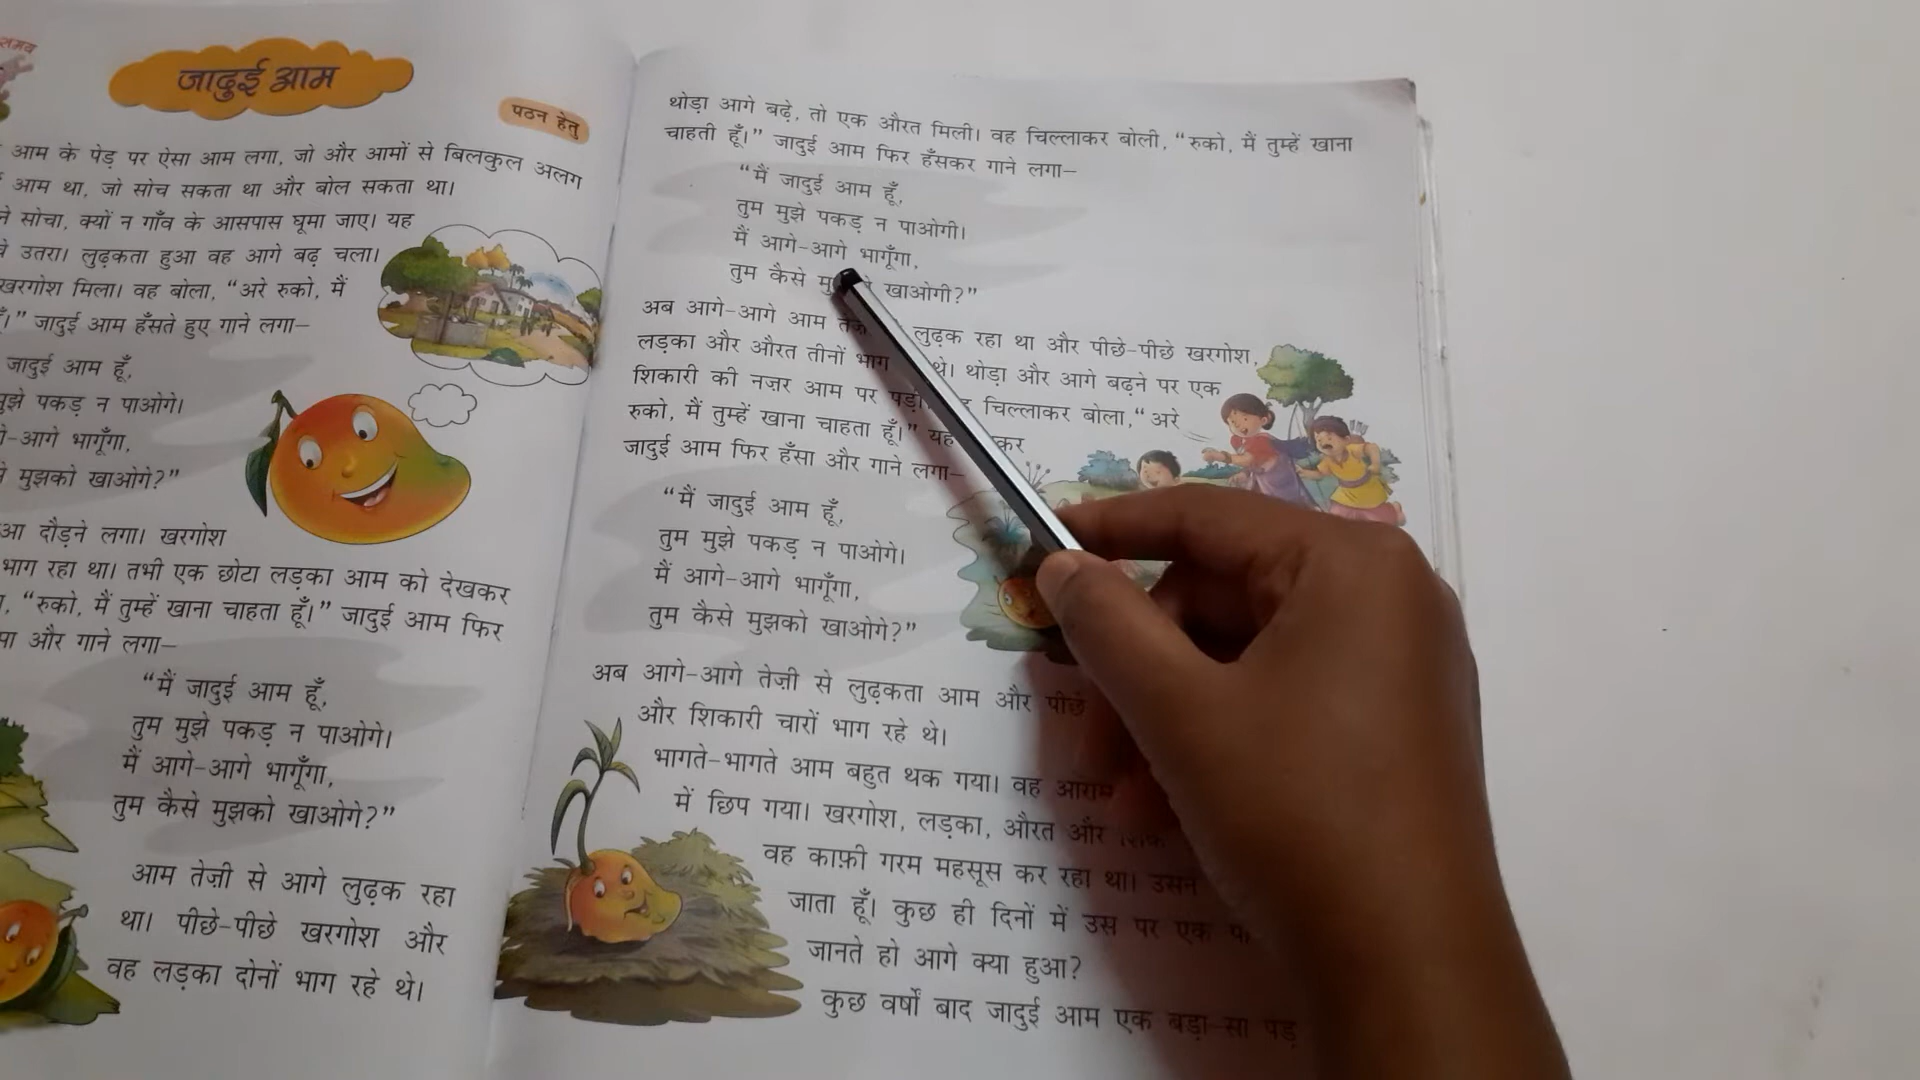 समय
जादुई आम
पठन हेतु
आम के पेड़ पर ऐसा आम लगा, जो और आमों से बिलकुल अलग
आम था, जो सोच सकता था और बोल सकता था।
ने सोचा, क्यों न गाँव के आसपास घूमा जाए। यह
उतरा। लुढ़कता हुआ वह आगे बढ़ चला।
खरगोश मिला। वह बोला, “अरे रुको, मैं
जादुई आम हँसते हुए गाने लगा–
जादुई आम हूँ,
पकड़ न पाओगे।
भागूँगा,
मुझको खाओगे?”
दौड़ने लगा। खरगोश
भाग रहा था। तभी एक छोटा लड़का आम को देखकर
“रुको, मैं तुम्हें खाना चाहता हूँ।” जादुई आम फिर
और गाने लगा–
“मैं जादुई आम हूँ,
तुम मुझे पकड़ न पाओगे।
मैं आगे-आगे भागूँगा,
तुम कैसे मुझको खाओगे?”
आम तेज़ी से आगे लुढ़क रहा
था। पीछे-पीछे खरगोश और
वह लड़का दोनों भाग रहे थे।
थोड़ा आगे बढ़े, तो एक औरत मिली। वह चिल्लाकर बोली, “रुको, मैं तुम्हें खाना
चाहती हूँ।” जादुई आम फिर हँसकर गाने लगा–
“मैं जादुई आम हूँ,
तुम मुझे पकड़ न पाओगी।
मैं आगे-आगे भागूँगा,
तुम कैसे खाओगी?”
अब आगे-आगे आम लुढ़क रहा था और पीछे-पीछे खरगोश,
लड़का और औरत तीनों भाग थे। थोड़ा और आगे बढ़ने पर एक
शिकारी की नज़र आम पर चिल्लाकर बोला, “अरे
रुको, मैं तुम्हें खाना चाहता हूँ।” यह
जादुई आम फिर हँसा और गाने लगा–
“मैं जादुई आम हूँ,
तुम मुझे पकड़ न पाओगे।
मैं आगे-आगे भागूँगा,
तुम कैसे मुझको खाओगे?”
अब आगे-आगे तेज़ी से लुढ़कता आम और पीछे
और शिकारी चारों भाग रहे थे।
भागते-भागते आम बहुत थक गया। वह आराम
में छिप गया। खरगोश, लड़का, औरत और
वह काफ़ी गरम महसूस कर रहा था। उसने
जाता हूँ। कुछ ही दिनों में उस पर एक
जानते हो आगे क्या हुआ?
कुछ वर्षों बाद जादुई आम एक बड़ा-सा पेड़